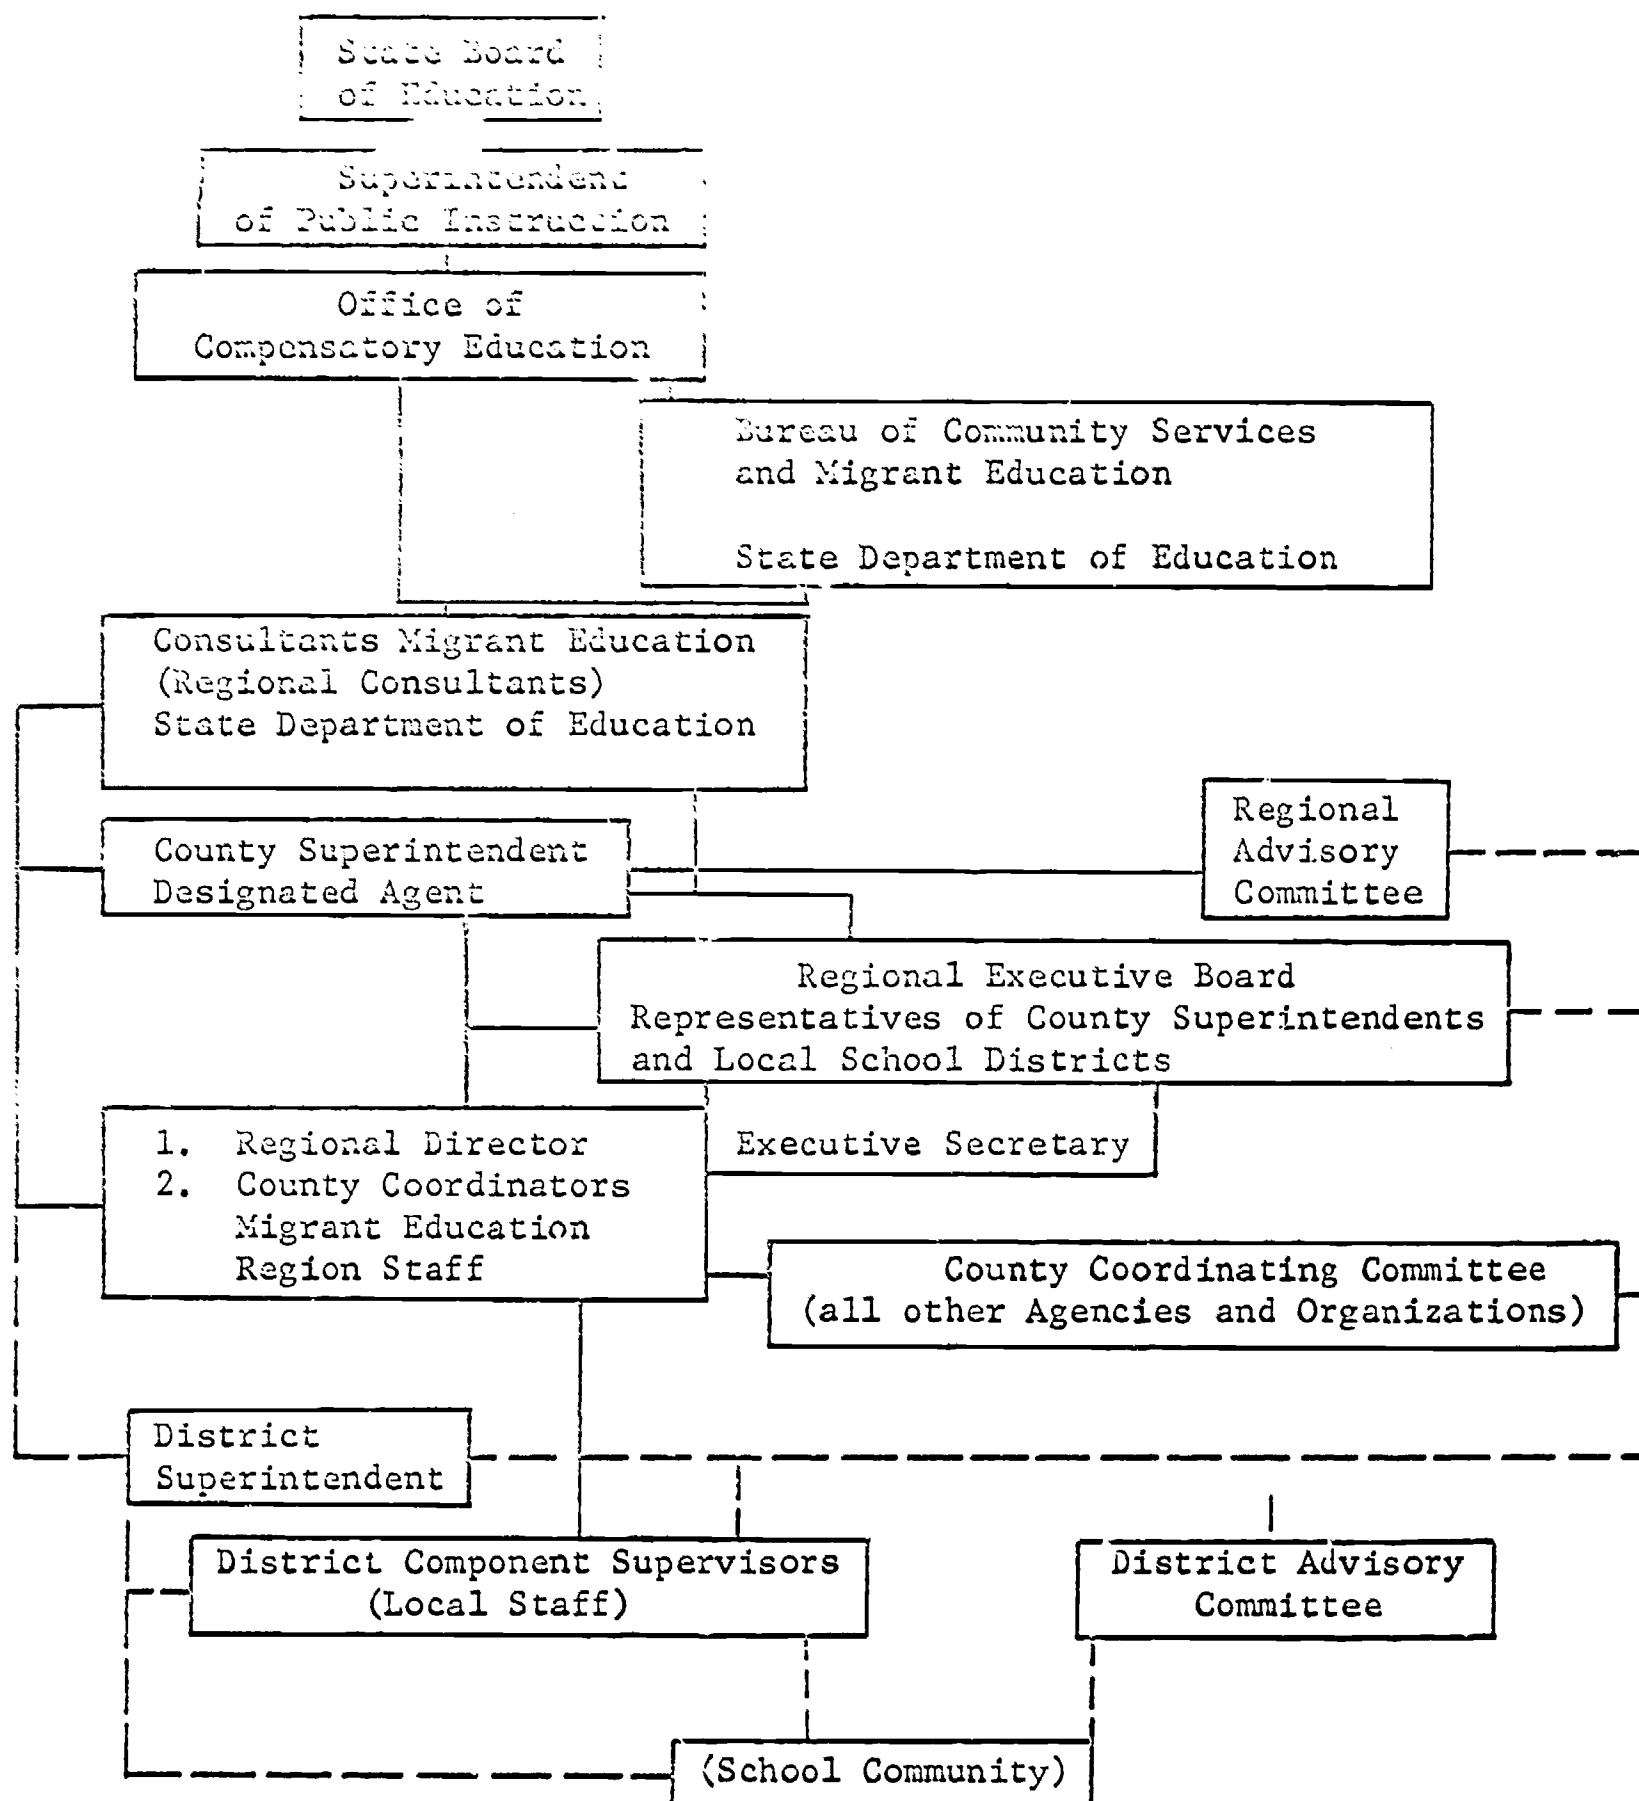 State Board
of Education
Superintendent
of Public Instruction
Office of
Compensatory Education
Bureau of Community Services
and Migrant Education
State Department of Education
Consultants Migrant Education
(Regional Consultants)
State Department of Education
County Superintendent
Designated Agent
Regional
Advisory
Committee
Regional Executive Board
Representatives of County Superintendents
and Local School Districts
1. Regional Director
2. County Coordinators
Migrant Education
Region Staff
Executive Secretary
County Coordinating Committee
(all other Agencies and Organizations)
District
Superintendent
District Component Supervisors
(Local Staff)
District Advisory
Committee
(School Community)